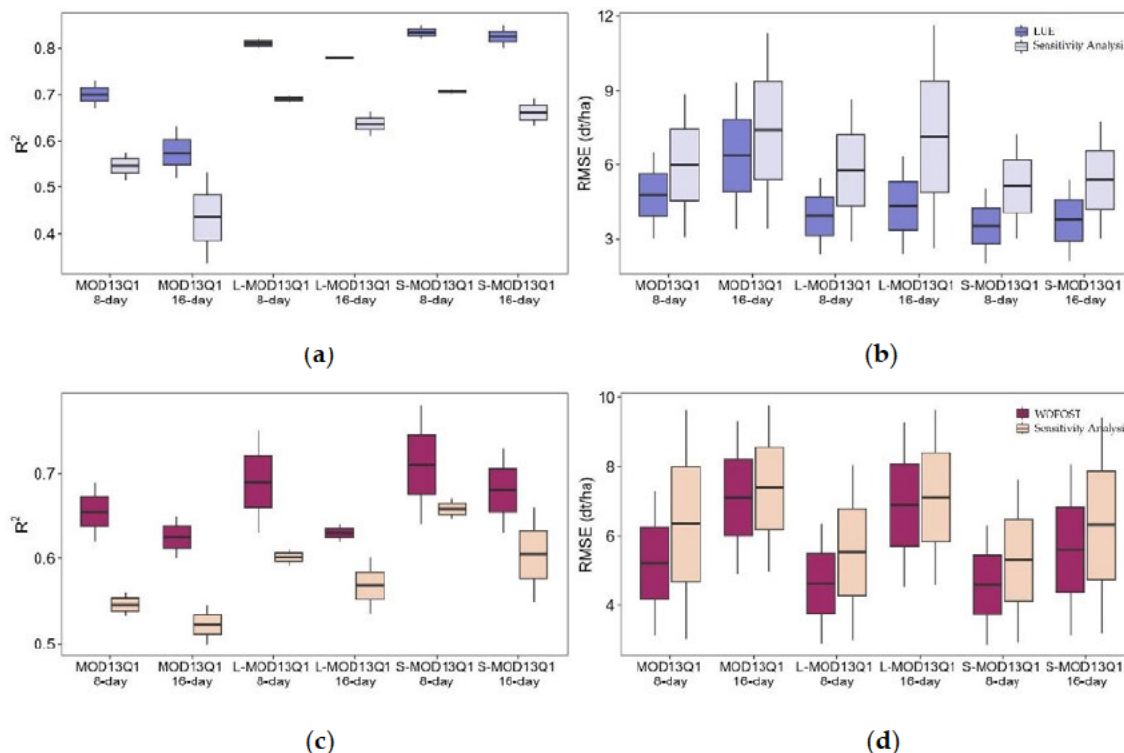 0.8
0.7
0.6
0.5
0.4
R²
MOD13Q1 MOD13Q1 L-MOD13Q1 L-MOD13Q1 S-MOD13Q1 S-MOD13Q1
8-day 16-day 8-day 16-day 8-day 16-day
(a)
12
9
6
3
RMSE (dt/ha)
LUE
Sensitivity Analysis
MOD13Q1 MOD13Q1 L-MOD13Q1 L-MOD13Q1 S-MOD13Q1 S-MOD13Q1
8-day 16-day 8-day 16-day 8-day 16-day
(b)
0.7
0.6
0.5
R²
MOD13Q1 MOD13Q1 L-MOD13Q1 L-MOD13Q1 S-MOD13Q1 S-MOD13Q1
8-day 16-day 8-day 16-day 8-day 16-day
(c)
10
8
6
4
RMSE (dt/ha)
WOFOST
Sensitivity Analysis
MOD13Q1 MOD13Q1 L-MOD13Q1 L-MOD13Q1 S-MOD13Q1 S-MOD13Q1
8-day 16-day 8-day 16-day 8-day 16-day
(d)